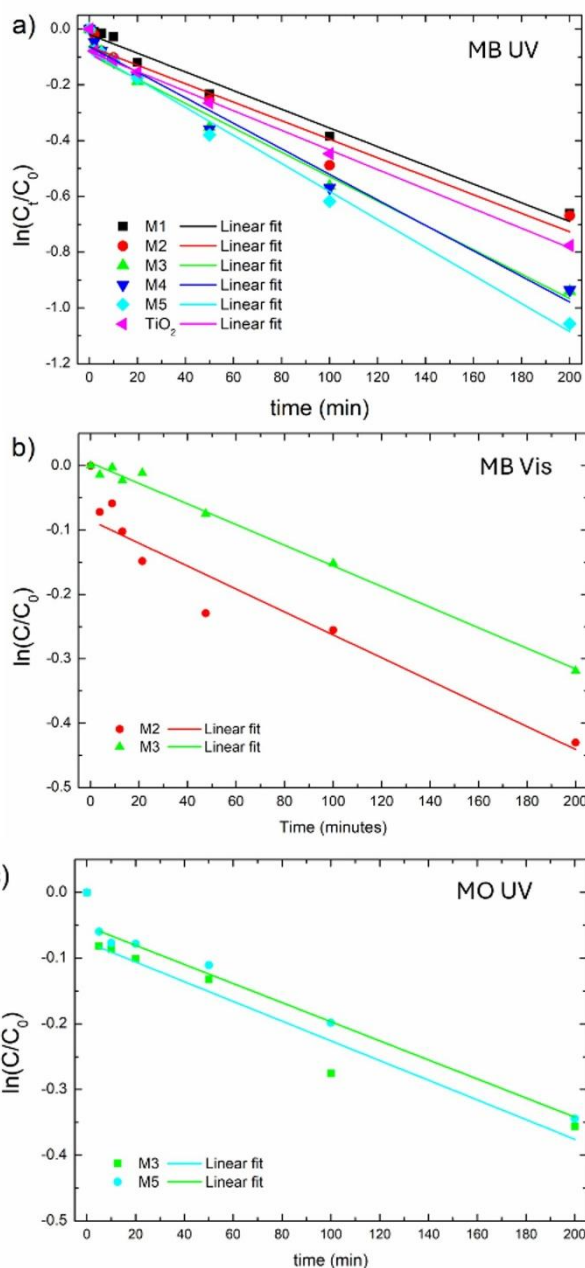 a)
MB UV
0.0
-0.2
-0.4
-0.6
-0.8
-1.0
-1.2
ln(Cₜ/C₀)
M1 Linear fit
M2 Linear fit
M3 Linear fit
M4 Linear fit
M5 Linear fit
TiO₂ Linear fit
0 20 40 60 80 100 120 140 160 180 200
time (min)
b)
MB Vis
0.0
-0.1
-0.2
-0.3
-0.4
-0.5
ln(C/C₀)
M2 Linear fit
M3 Linear fit
0 20 40 60 80 100 120 140 160 180 200
Time (minutes)
)
MO UV
0.0
-0.1
-0.2
-0.3
-0.4
-0.5
ln(C/C₀)
M3 Linear fit
M5 Linear fit
0 20 40 60 80 100 120 140 160 180 200
time (min)